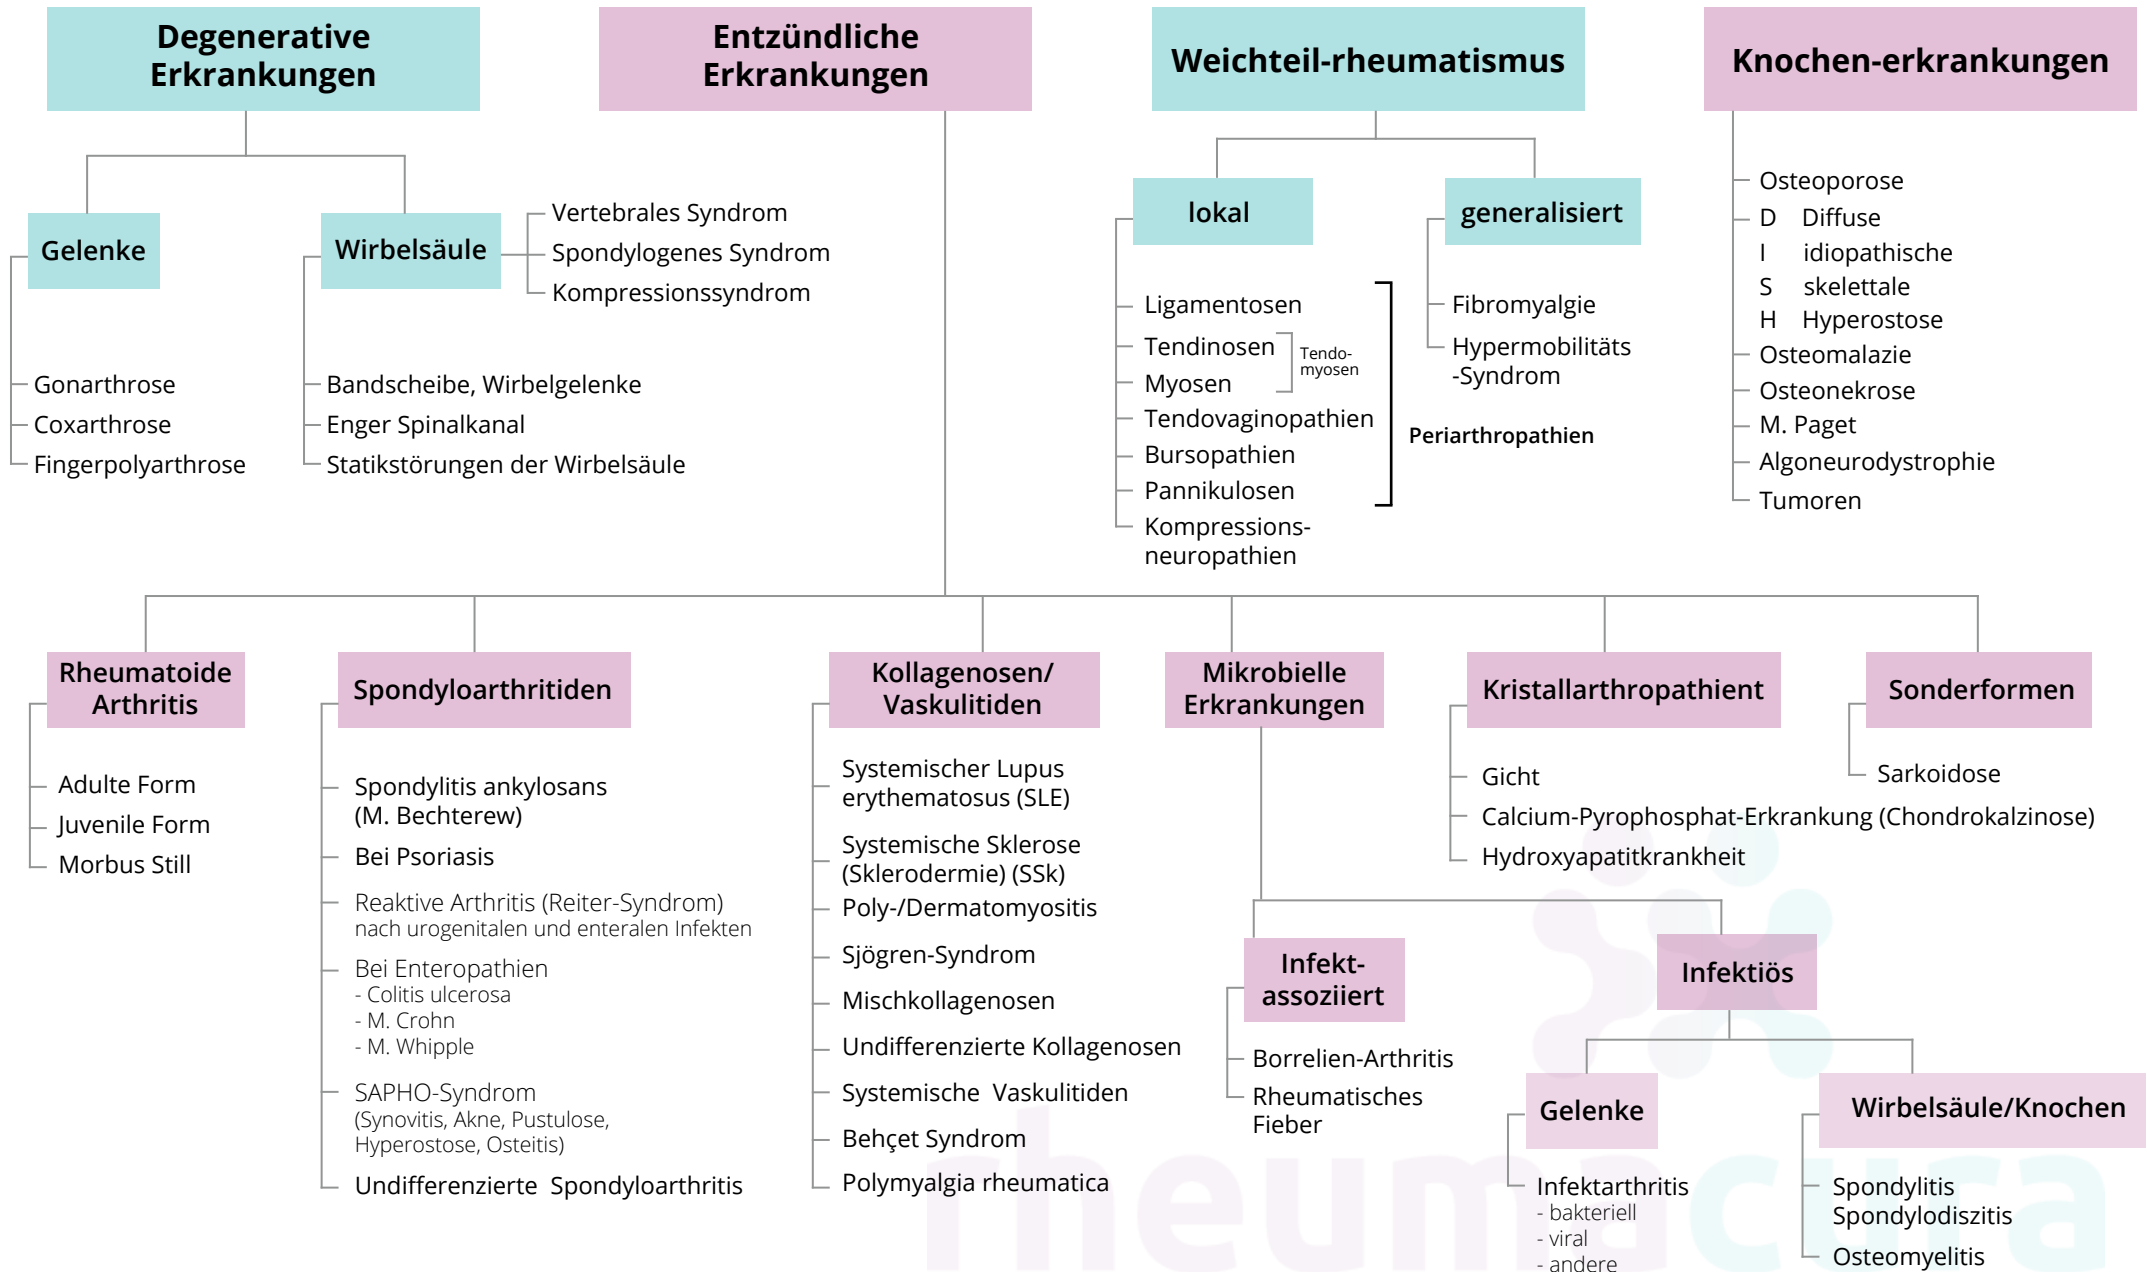 Degenerative
Erkrankungen
Entzündliche
Erkrankungen
Weichteil-rheumatismus
Knochen-erkrankungen
Gelenke
Gonarthrose
Coxarthrose
Fingerpolyarthrose
Wirbelsäule
Vertebrales Syndrom
Spondylogenes Syndrom
Kompressionssyndrom
Bandscheibe, Wirbelgelenke
Enger Spinalkanal
Statikstörungen der Wirbelsäule
lokal
Ligamentosen
Tendinosen
Myosen
Tendo-
myosen
Tendovaginopathien
Bursopathien
Pannikulosen
Kompressions-
neuropathien
Periarthropathien
generalisiert
Fibromyalgie
Hypermobilitäts
-Syndrom
Osteoporose
D Diffuse
I idiopathische
S skelettale
H Hyperostose
Osteomalazie
Osteonekrose
M. Paget
Algoneurodystrophie
Tumoren
Rheumatoide
Arthritis
Adulte Form
Juvenile Form
Morbus Still
Spondyloarthritiden
Spondylitis ankylosans
(M. Bechterew)
Bei Psoriasis
Reaktive Arthritis (Reiter-Syndrom)
nach urogenitalen und enteralen Infekten
Bei Enteropathien
- Colitis ulcerosa
- M. Crohn
- M. Whipple
SAPHO-Syndrom
(Synovitis, Akne, Pustulose,
Hyperostose, Osteitis)
Undifferenzierte Spondyloarthritis
Kollagenosen/
Vaskulitiden
Systemischer Lupus
erythematosus (SLE)
Systemische Sklerose
(Sklerodermie) (SSk)
Poly-/Dermatomyositis
Sjögren-Syndrom
Mischkollagenosen
Undifferenzierte Kollagenosen
Systemische Vaskulitiden
Behçet Syndrom
Polymyalgia rheumatica
Mikrobielle
Erkrankungen
Infekt-
assoziiert
Borrelien-Arthritis
Rheumatisches
Fieber
Infektiös
Gelenke
Infektarthritis
- bakteriell
- viral
- andere
Wirbelsäule/Knochen
Spondylitis
Spondylodiszitis
Osteomyelitis
Kristallarthropathient
Gicht
Calcium-Pyrophosphat-Erkrankung (Chondrokalzinose)
Hydroxyapatitkrankheit
Sonderformen
Sarkoidose
rheumacura